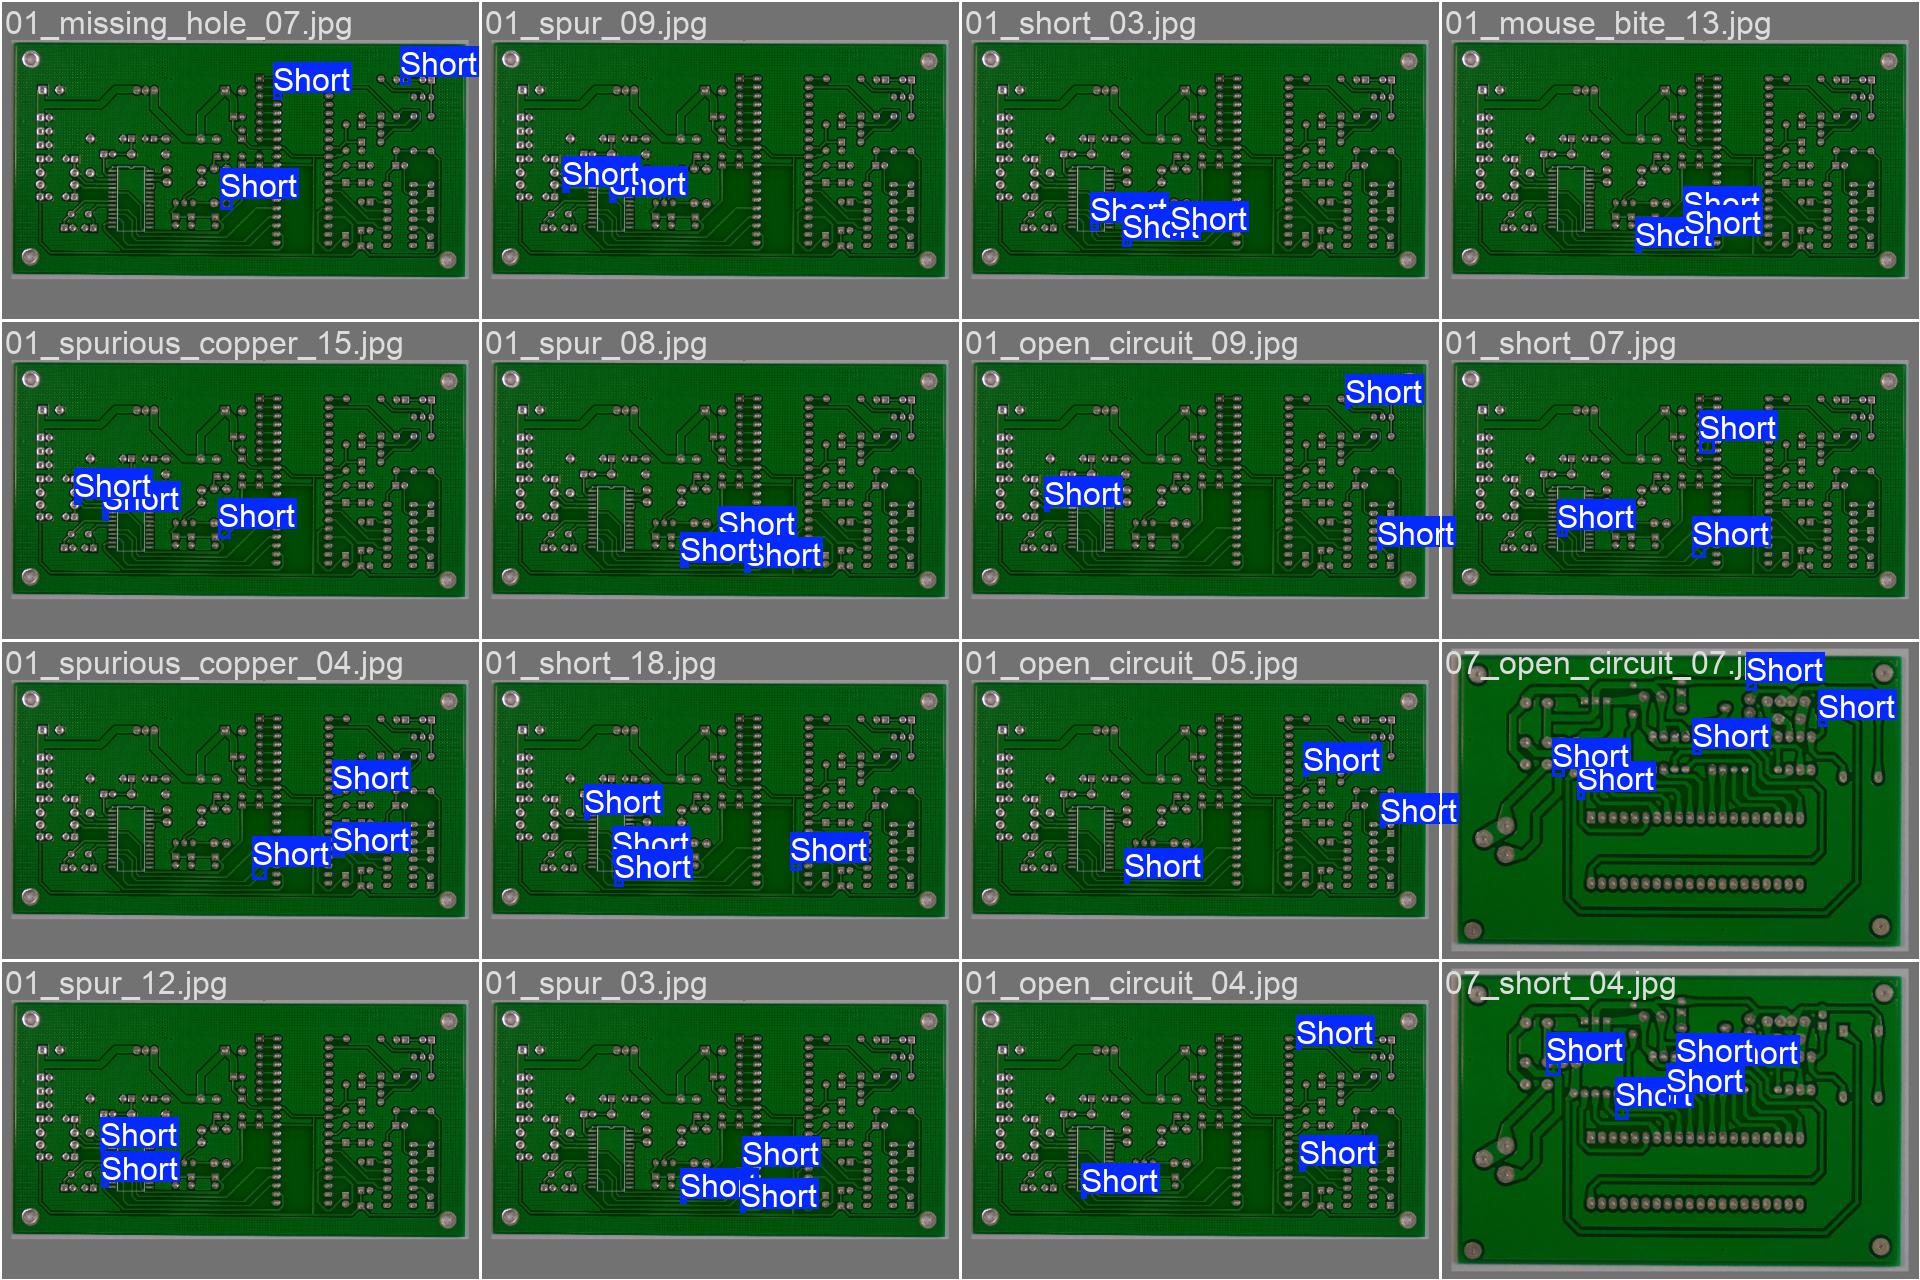 01_missing_hole_07.jpg
Short
Short
Short
01_spur_09.jpg
Short
Short
01_short_03.jpg
Short
Short
Short
01_mouse_bite_13.jpg
Short
Short
Short
01_spurious_copper_15.jpg
Short
Short
Short
01_spur_08.jpg
Short
Short
Short
01_open_circuit_09.jpg
Short
Short
Short
01_short_07.jpg
Short
Short
Short
01_spurious_copper_04.jpg
Short
Short
Short
01_short_18.jpg
Short
Short
Short
Short
01_open_circuit_05.jpg
Short
Short
Short
07_open_circuit_07.j
Short
Short
Short
Short
Short
01_spur_12.jpg
Short
Short
01_spur_03.jpg
Short
Short
Short
01_open_circuit_04.jpg
Short
Short
Short
07_short_04.jpg
Short
Short
ort
Short
Short